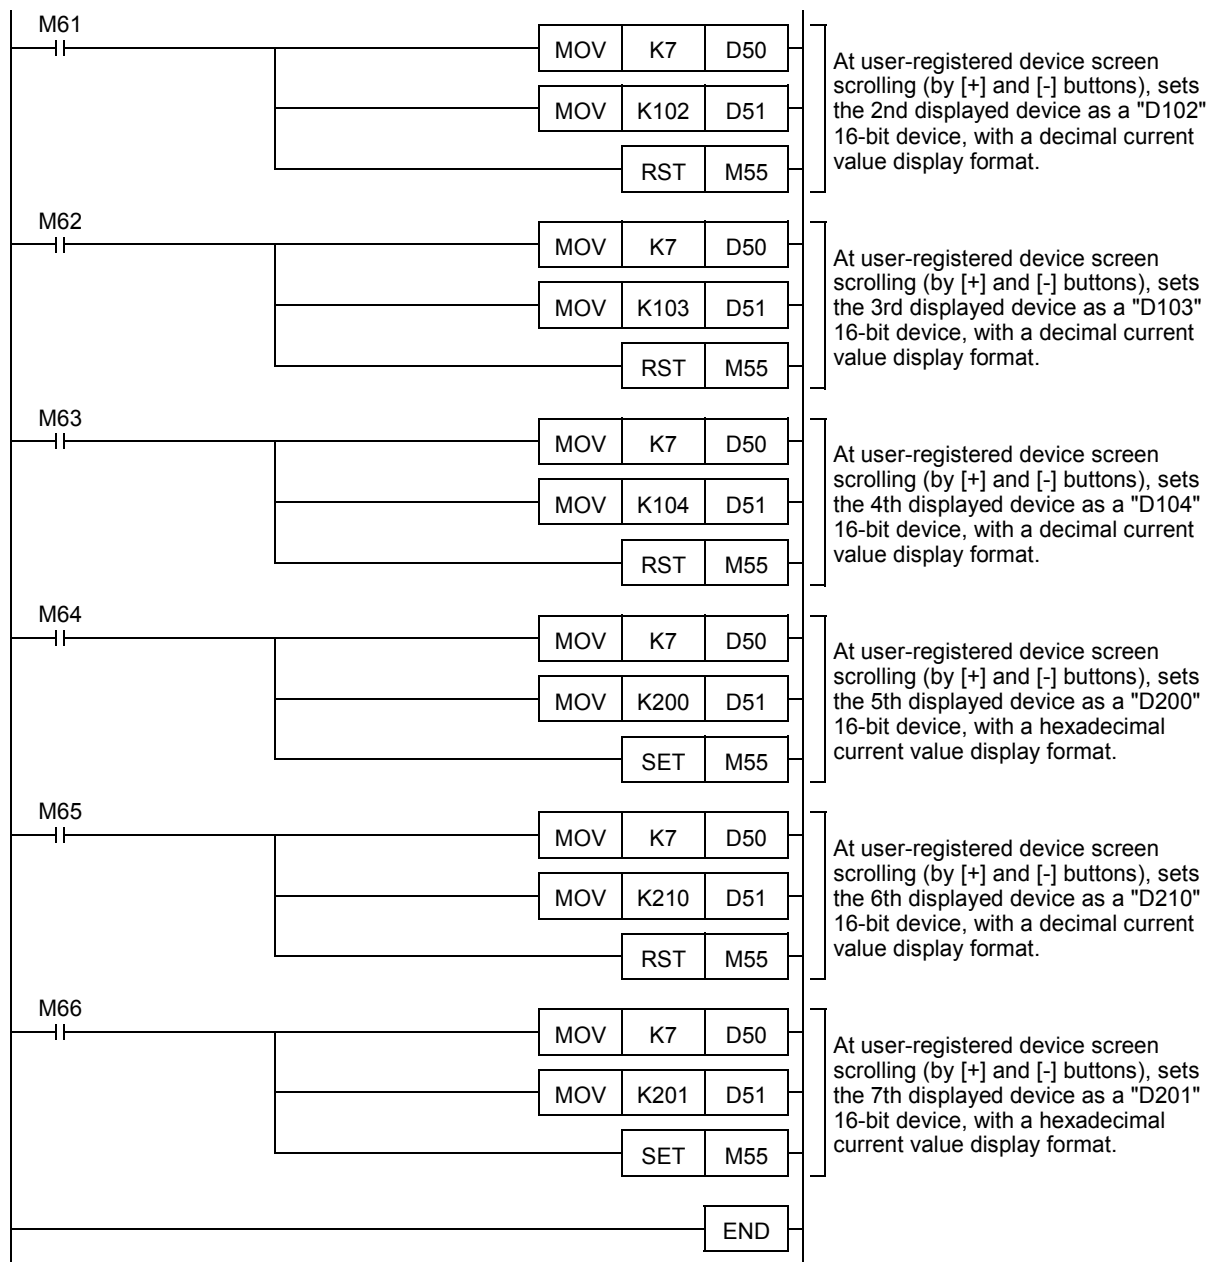 M61
MOV K7 D50
MOV K102 D51
RST M55
At user-registered device screen
scrolling (by [+] and [-] buttons), sets
the 2nd displayed device as a "D102"
16-bit device, with a decimal current
value display format.
M62
MOV K7 D50
MOV K103 D51
RST M55
At user-registered device screen
scrolling (by [+] and [-] buttons), sets
the 3rd displayed device as a "D103"
16-bit device, with a decimal current
value display format.
M63
MOV K7 D50
MOV K104 D51
RST M55
At user-registered device screen
scrolling (by [+] and [-] buttons), sets
the 4th displayed device as a "D104"
16-bit device, with a decimal current
value display format.
M64
MOV K7 D50
MOV K200 D51
SET M55
At user-registered device screen
scrolling (by [+] and [-] buttons), sets
the 5th displayed device as a "D200"
16-bit device, with a hexadecimal
current value display format.
M65
MOV K7 D50
MOV K210 D51
RST M55
At user-registered device screen
scrolling (by [+] and [-] buttons), sets
the 6th displayed device as a "D210"
16-bit device, with a decimal current
value display format.
M66
MOV K7 D50
MOV K201 D51
SET M55
At user-registered device screen
scrolling (by [+] and [-] buttons), sets
the 7th displayed device as a "D201"
16-bit device, with a hexadecimal
current value display format.
END